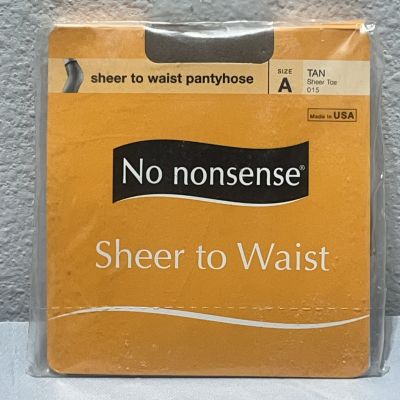 sheer to waist pantyhose
SIZE
A
TAN
Sheer Toe
015
Made in USA
No nonsense®
Sheer to Waist